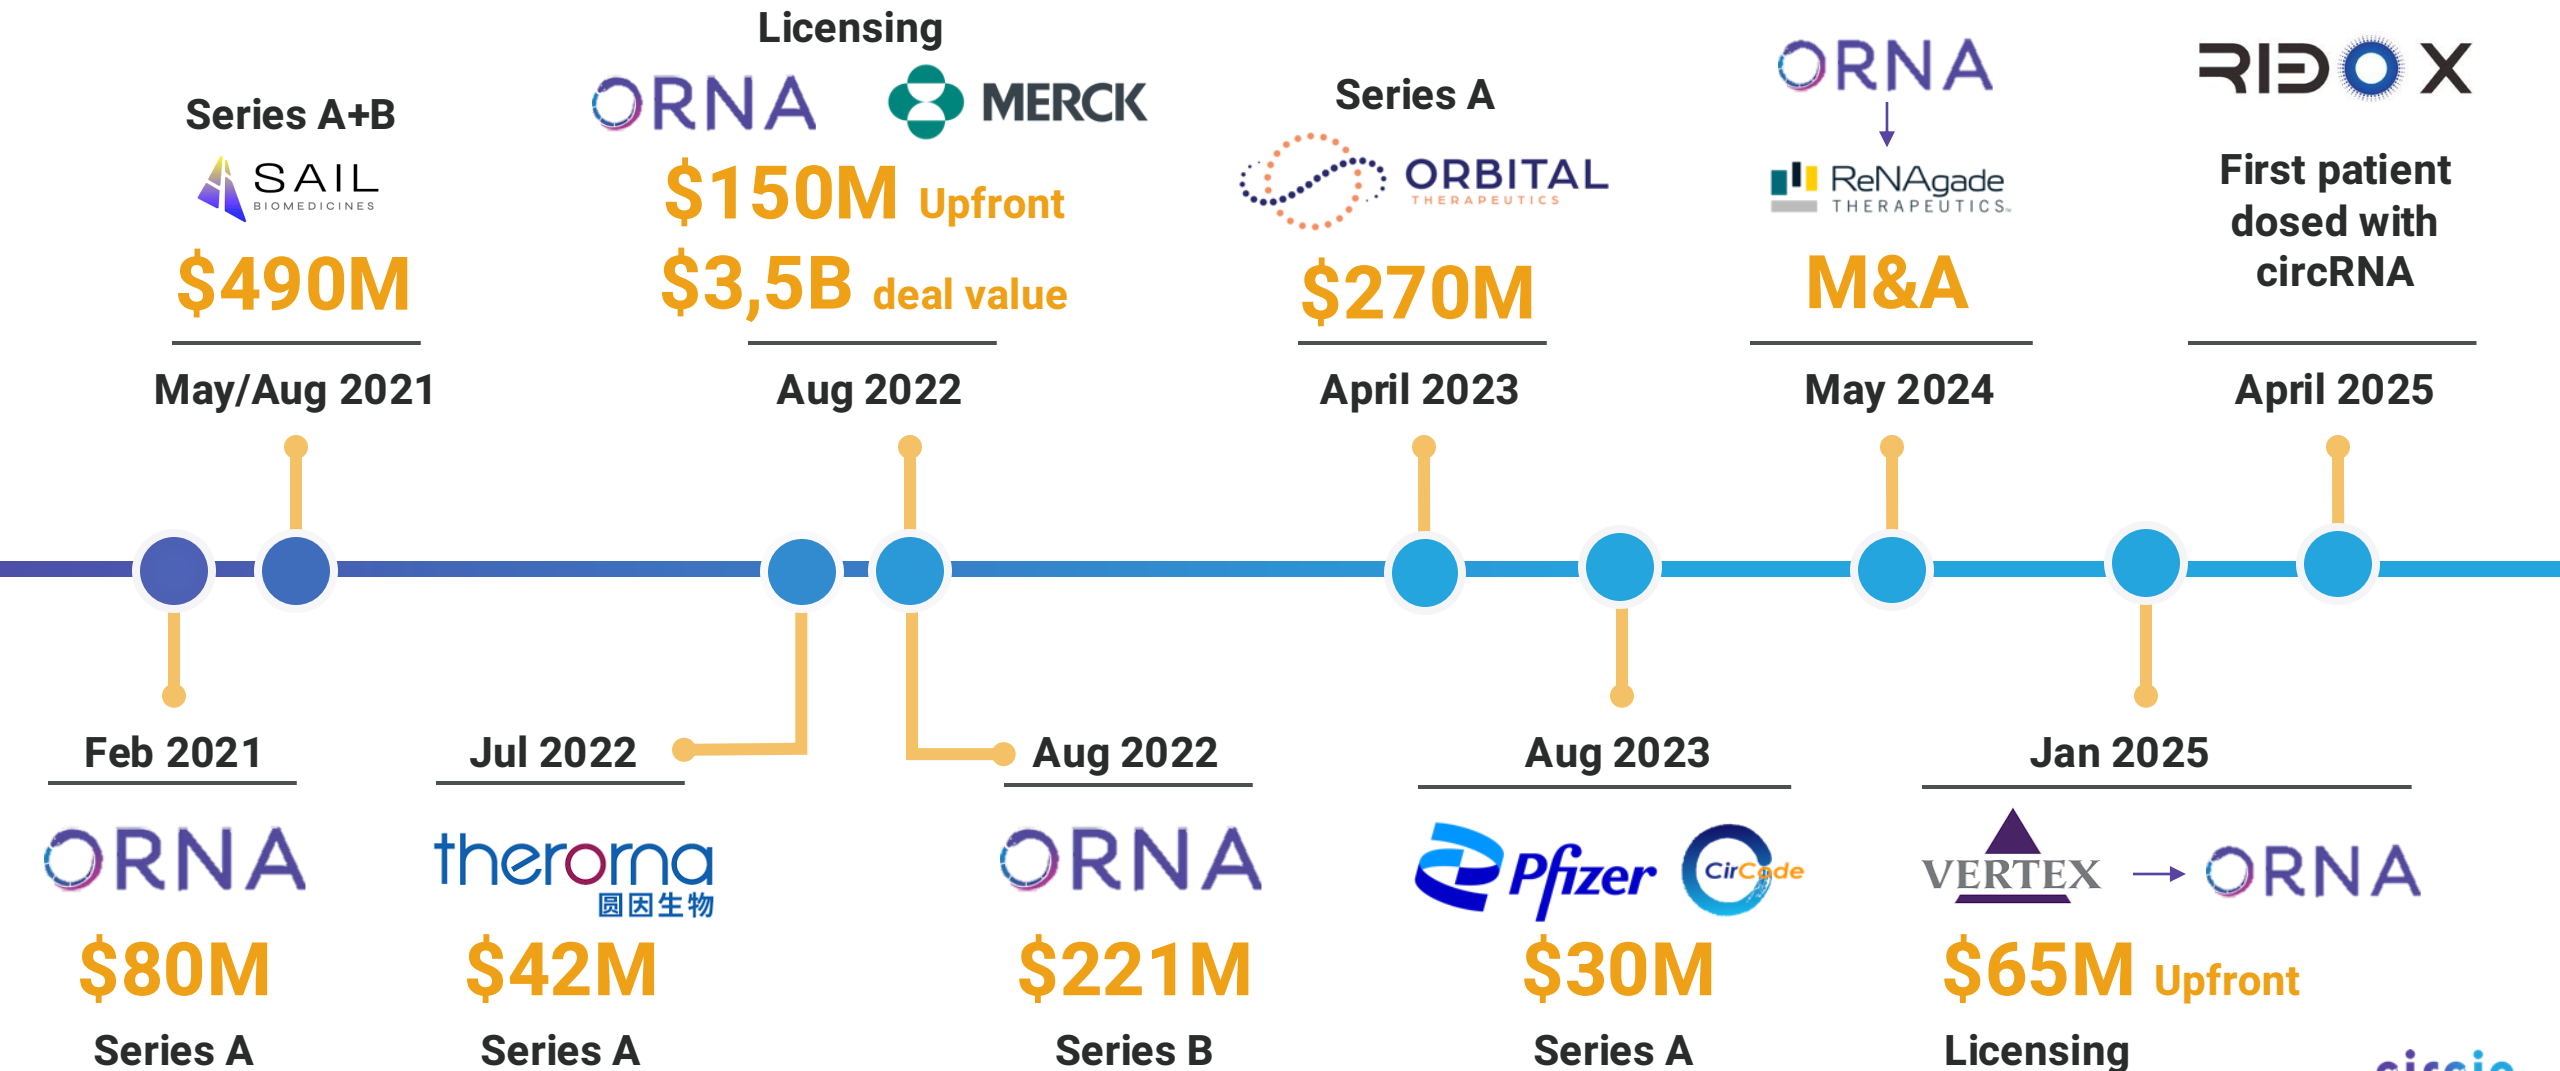 Series A+B
SAIL
BIOMEDICINES
$490M
May/Aug 2021
Licensing
ORNA
MERCK
$150M Upfront
$3,5B deal value
Aug 2022
Series A
ORBITAL
THERAPEUTICS
$270M
April 2023
ORNA
ReNAgade
THERAPEUTICS
M&A
May 2024
RIBOX
First patient
dosed with
circRNA
April 2025
Feb 2021
ORNA
$80M
Series A
Jul 2022
therorna
圆因生物
$42M
Series A
Aug 2022
ORNA
$221M
Series B
Aug 2023
Pfizer
CirCode
$30M
Series A
Jan 2025
VERTEX
ORNA
$65M Upfront
Licensing